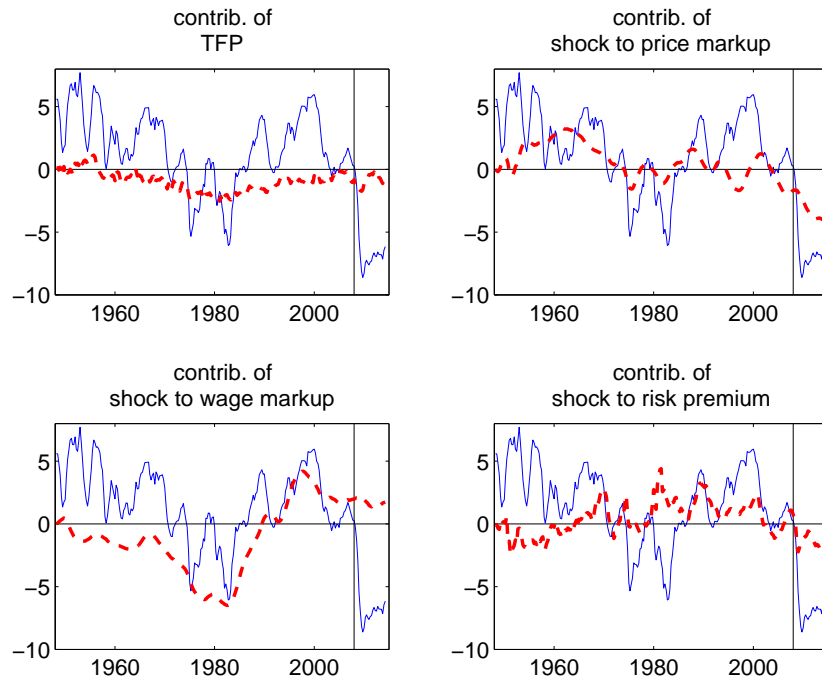 contrib. of
TFP
5
0
−5
−10
1960 1980 2000
contrib. of
shock to price markup
5
0
−5
−10
1960 1980 2000
contrib. of
shock to wage markup
5
0
−5
−10
1960 1980 2000
contrib. of
shock to risk premium
5
0
−5
−10
1960 1980 2000